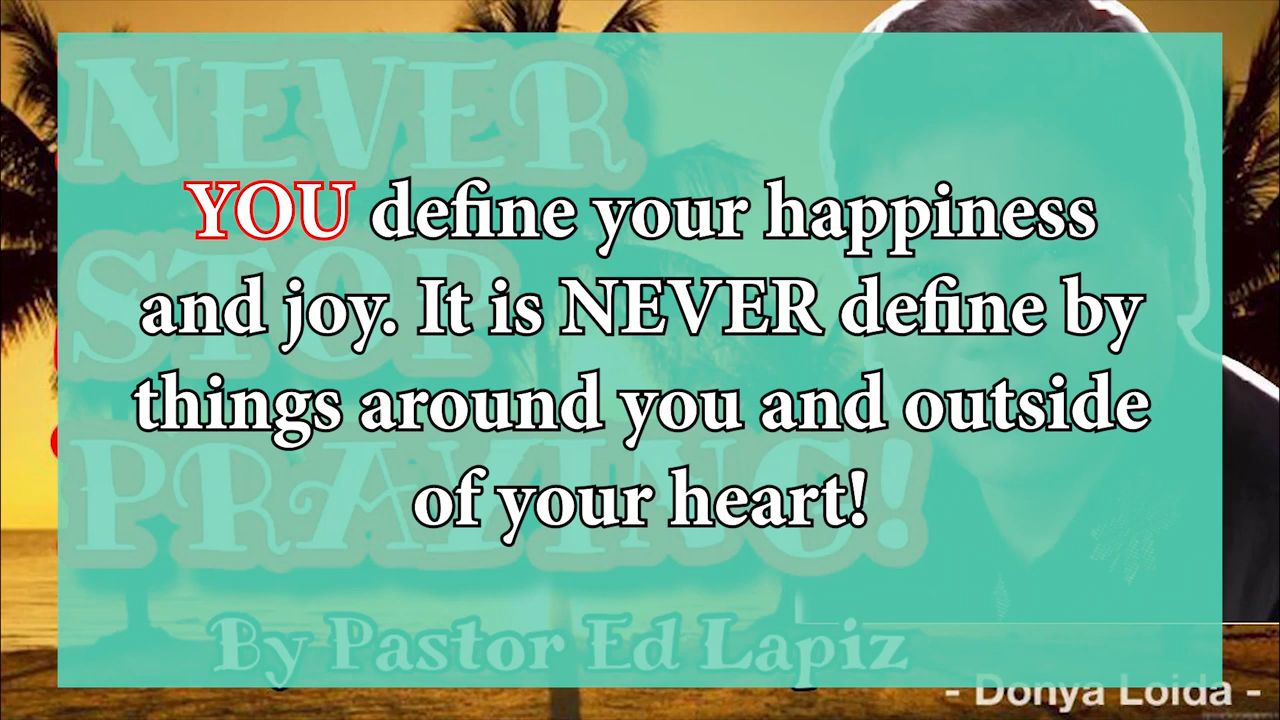 NEVER
STOP
PRAYING!
By Pastor Ed Lapiz
YOU define your happiness
and joy. It is NEVER define by
things around you and outside
of your heart!
- Donya Loida -